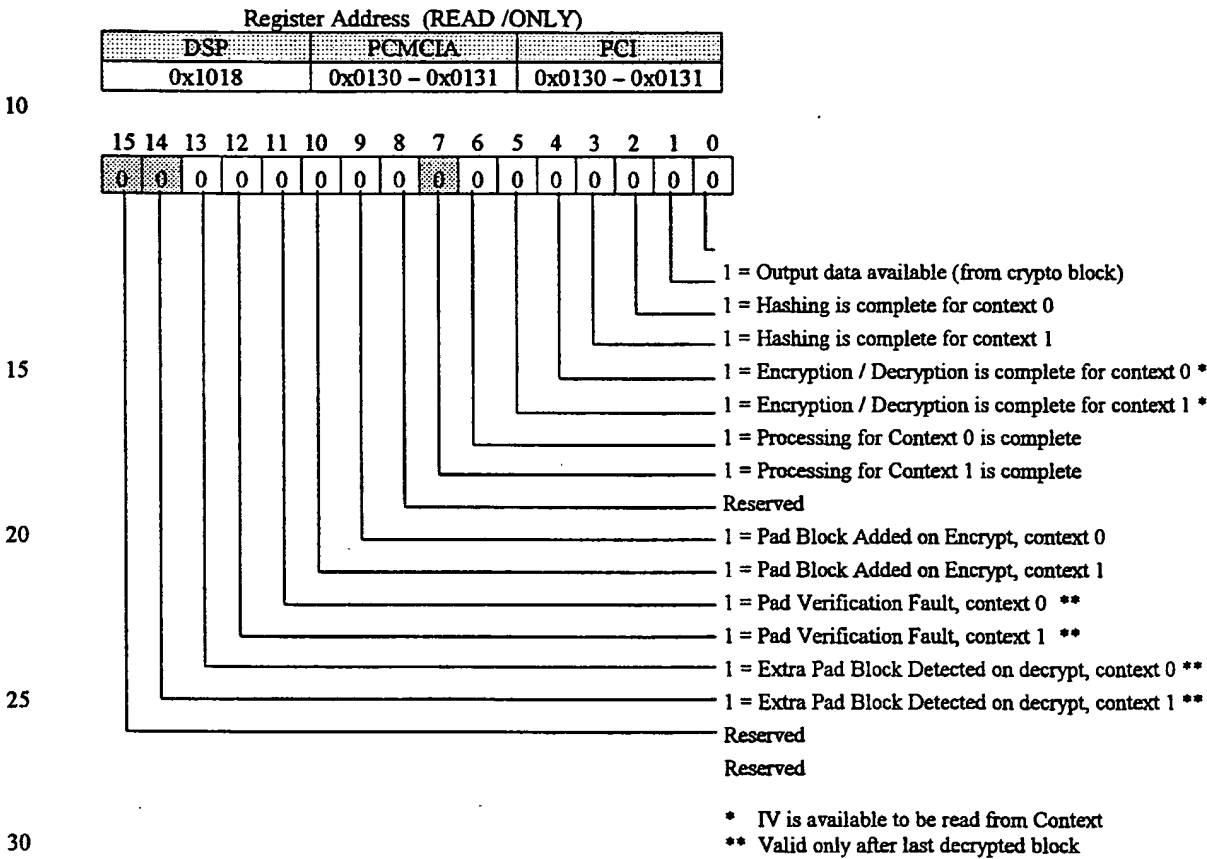 Register Address (READ /ONLY)
DSP PCMCIA PCI
0x1018 0x0130 – 0x0131 0x0130 – 0x0131
10
15 14 13 12 11 10 9 8 7 6 5 4 3 2 1 0
0 0 0 0 0 0 0 0 0 0 0 0 0 0 0 0
1 = Output data available (from crypto block)
1 = Hashing is complete for context 0
1 = Hashing is complete for context 1
15
1 = Encryption / Decryption is complete for context 0 *
1 = Encryption / Decryption is complete for context 1 *
1 = Processing for Context 0 is complete
1 = Processing for Context 1 is complete
Reserved
20
1 = Pad Block Added on Encrypt, context 0
1 = Pad Block Added on Encrypt, context 1
1 = Pad Verification Fault, context 0 **
1 = Pad Verification Fault, context 1 **
1 = Extra Pad Block Detected on decrypt, context 0 **
25
1 = Extra Pad Block Detected on decrypt, context 1 **
Reserved
Reserved
* IV is available to be read from Context
30
** Valid only after last decrypted block